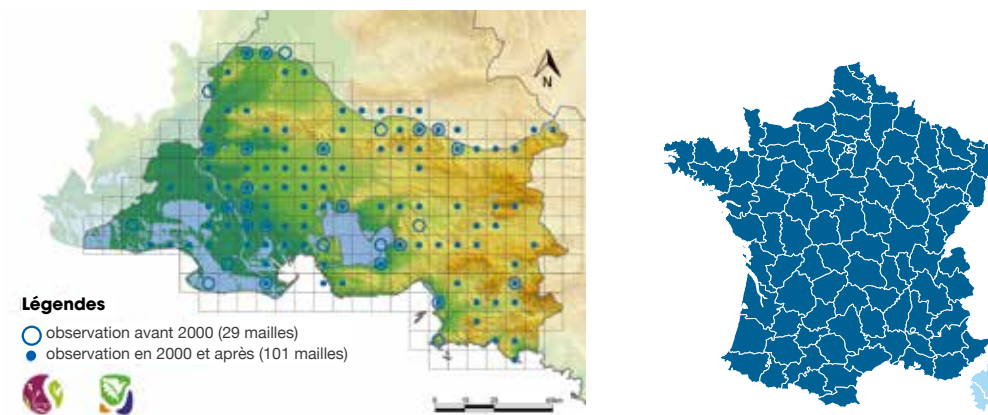 N
Légendes
observation avant 2000 (29 mailles)
observation en 2000 et après (101 mailles)